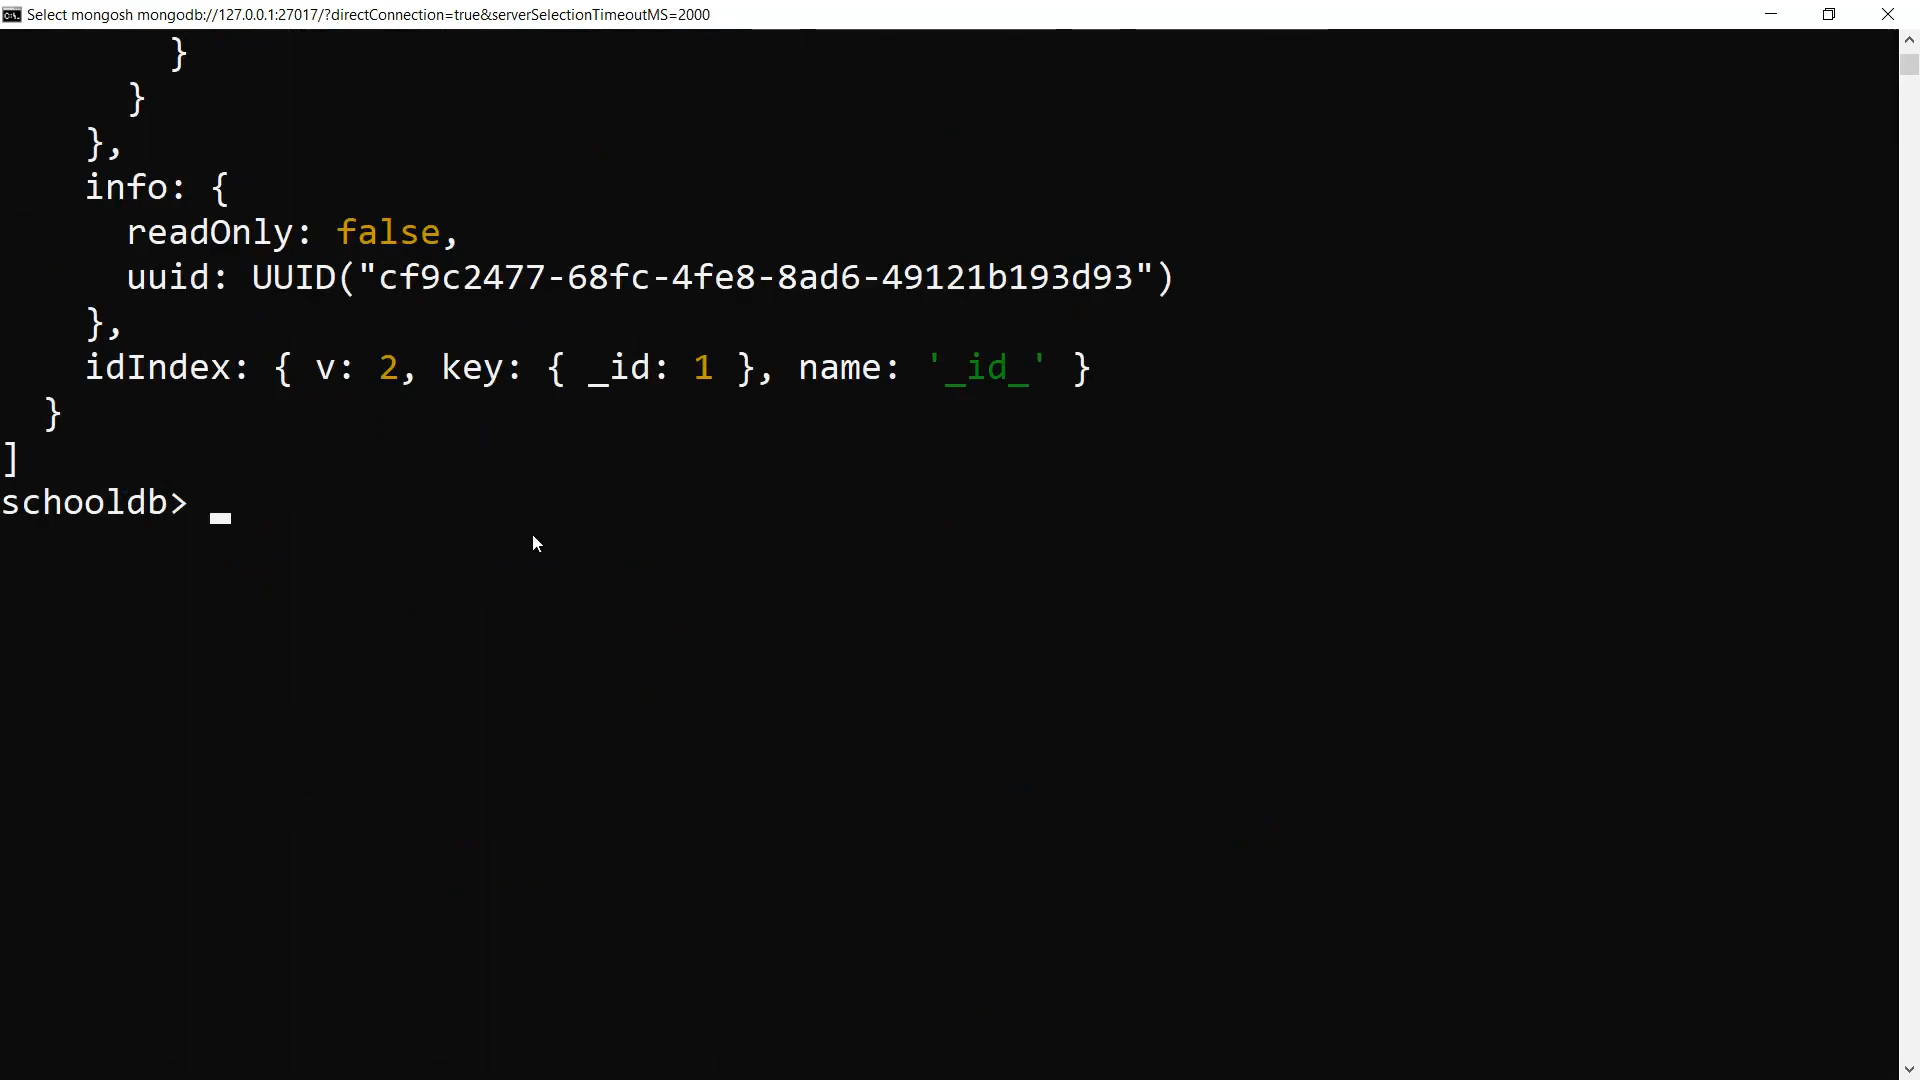 Select mongosh mongodb://127.0.0.1:27017/?directConnection=true&serverSelectionTimeoutMS=2000
}
}
},
info: {
readOnly: false,
uuid: UUID("cf9c2477-68fc-4fe8-8ad6-49121b193d93")
},
idIndex: { v: 2, key: { _id: 1 }, name: '_id_' }
}
]
schooldb>